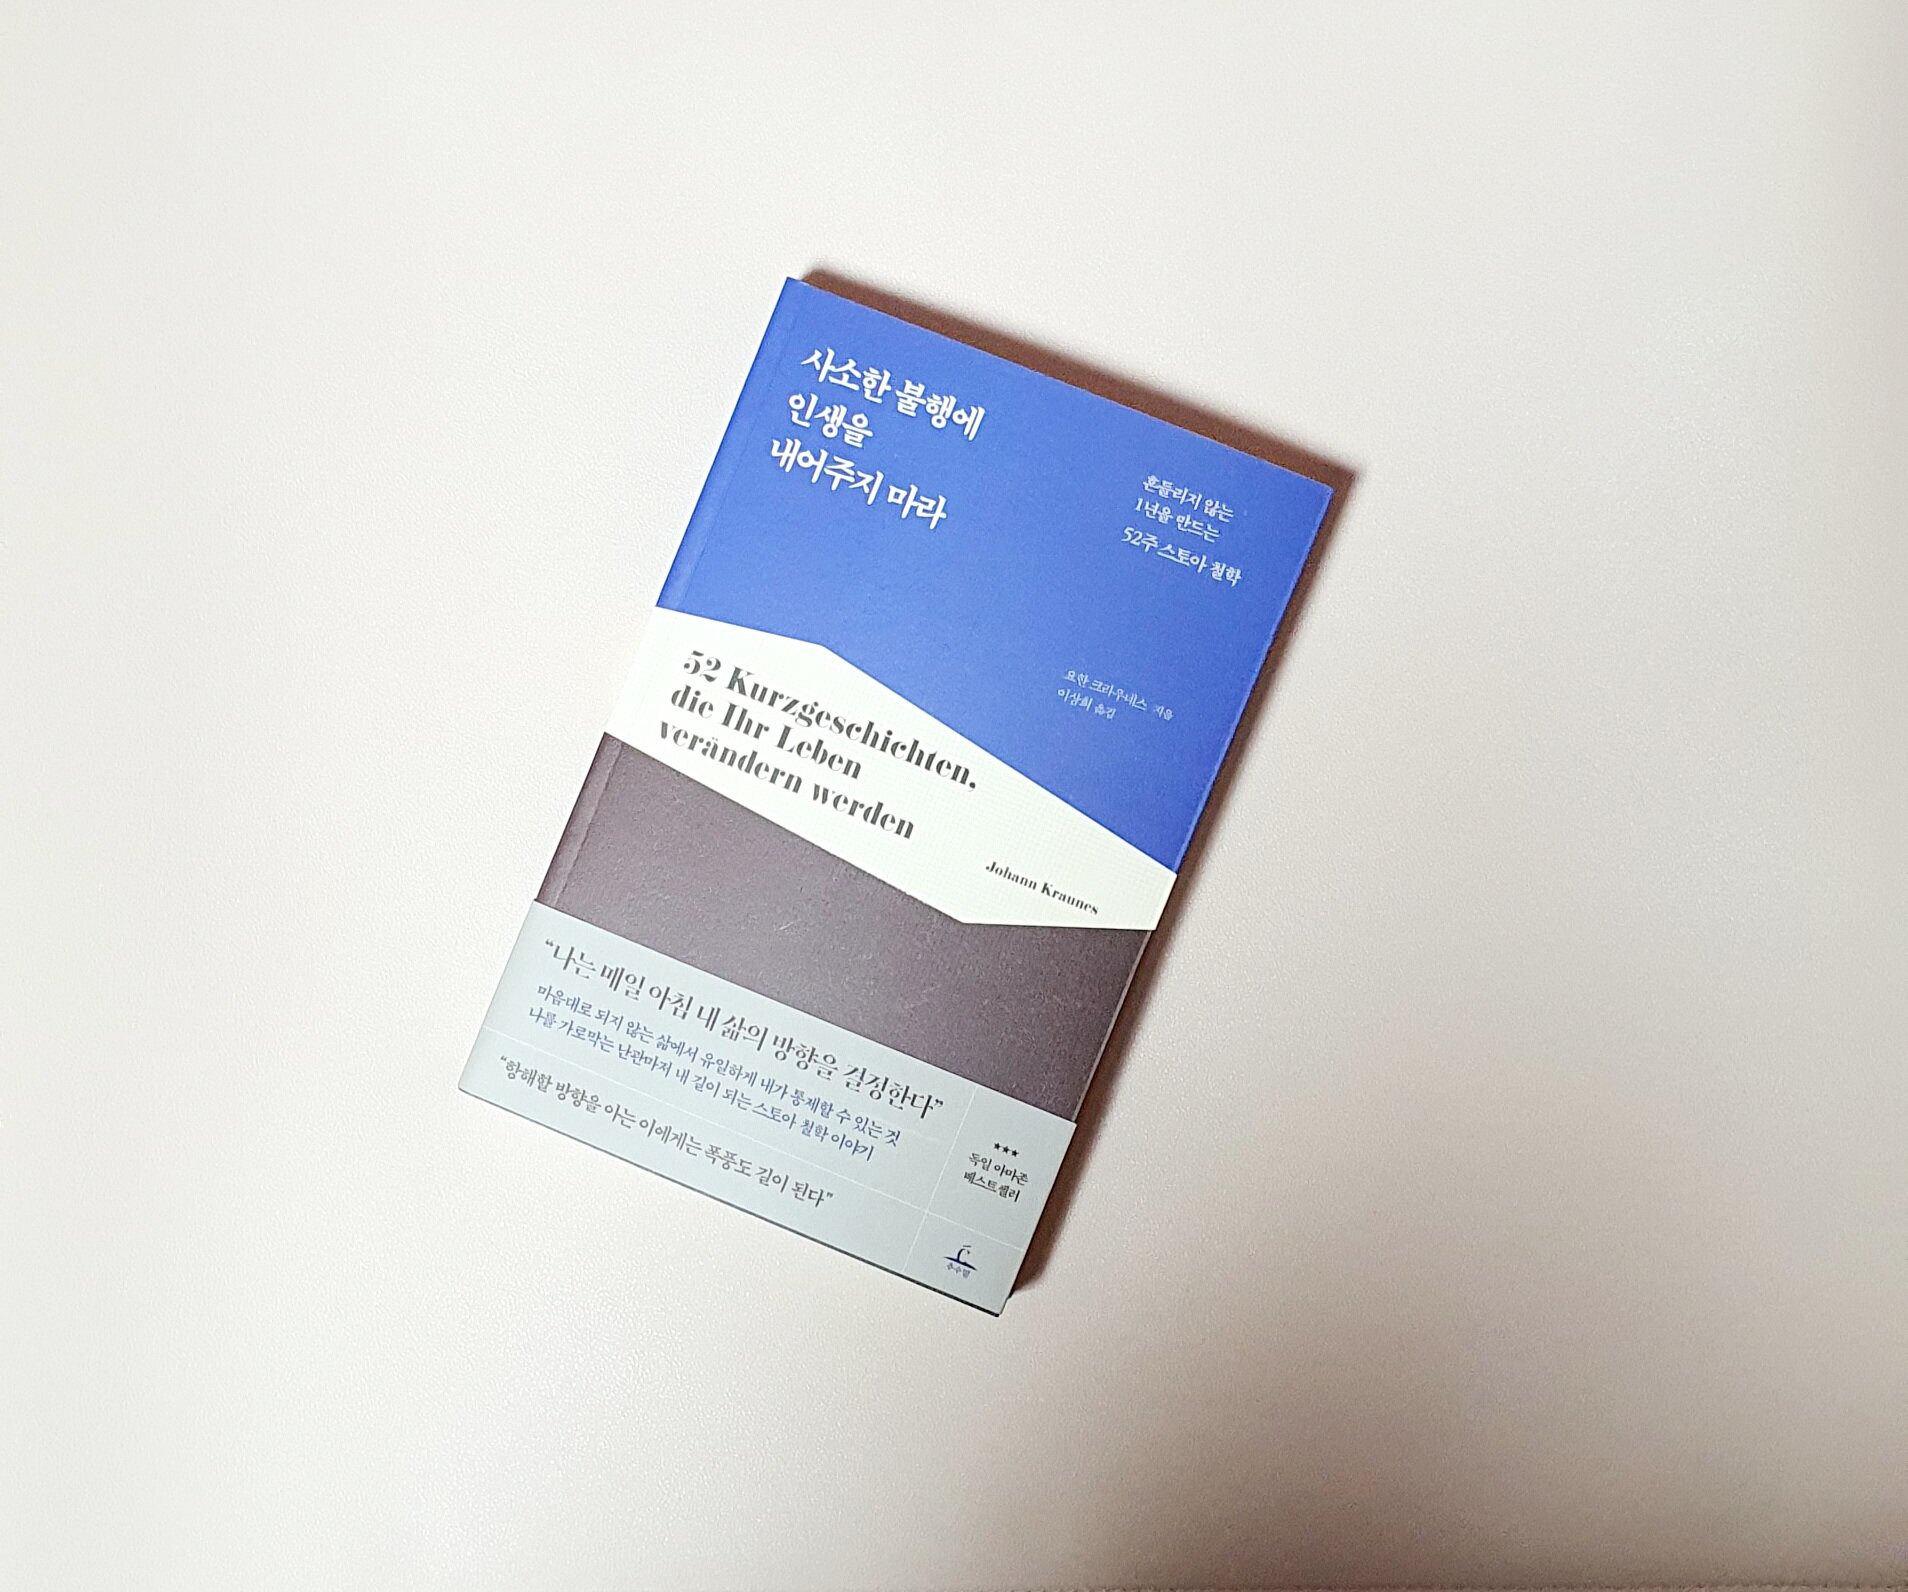 사소한 불행에
인생을
내어주지 마라
흔들리지 않는
1년을 만드는
52주 스토아 철학
요한 크라우네스 지음
이상희 옮김
52 Kurzgeschichten,
die Ihr Leben
verändern werden
Johann Kraunes
“나는 매일 아침 내 삶의 방향을 결정한다”
마음대로 되지 않는 삶에서 유일하게 내가 통제할 수 있는 것
나를 가로막는 난관마저 내 길이 되는 스토아 철학 이야기
“항해할 방향을 아는 이에게는 폭풍도 길이 된다”
★★★
독일 아마존
베스트셀러
추수밭